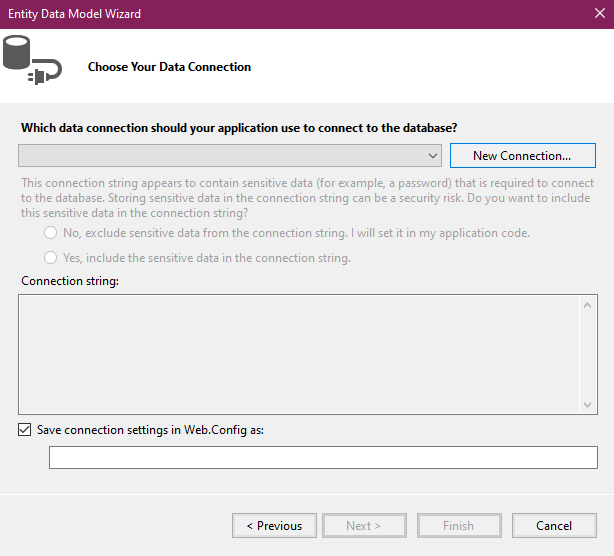 Entity Data Model Wizard
Choose Your Data Connection
Which data connection should your application use to connect to the database?
New Connection...
This connection string appears to contain sensitive data (for example, a password) that is required to connect
to the database. Storing sensitive data in the connection string can be a security risk. Do you want to include
this sensitive data in the connection string?
No, exclude sensitive data from the connection string. I will set it in my application code.
Yes, include the sensitive data in the connection string.
Connection string:
Save connection settings in Web.Config as:
< Previous
Next >
Finish
Cancel